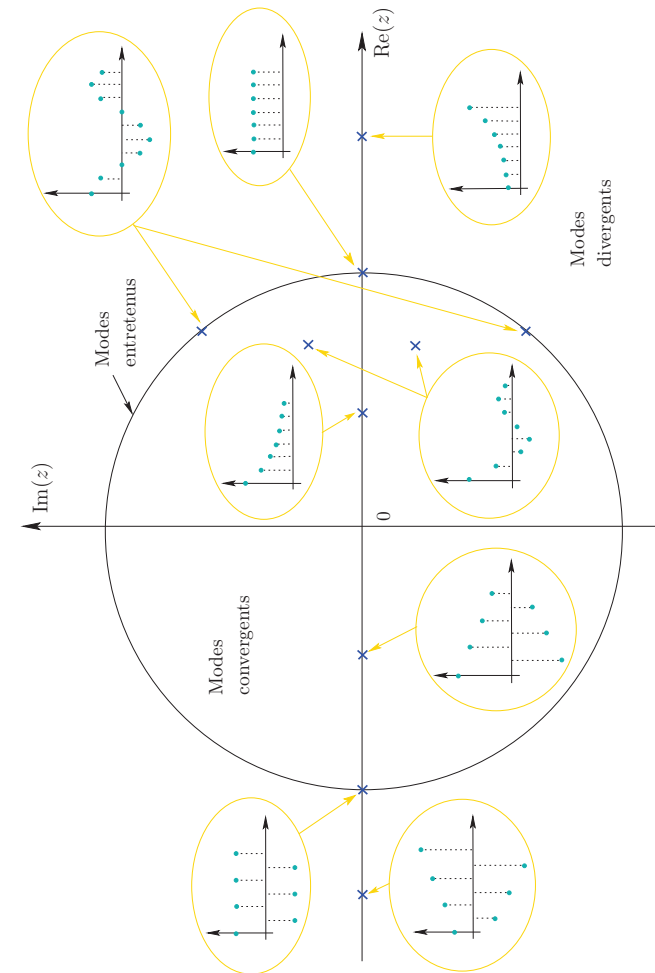 Im(z)
Re(z)
Modes
entretenus
Modes
convergents
Modes
divergents
0